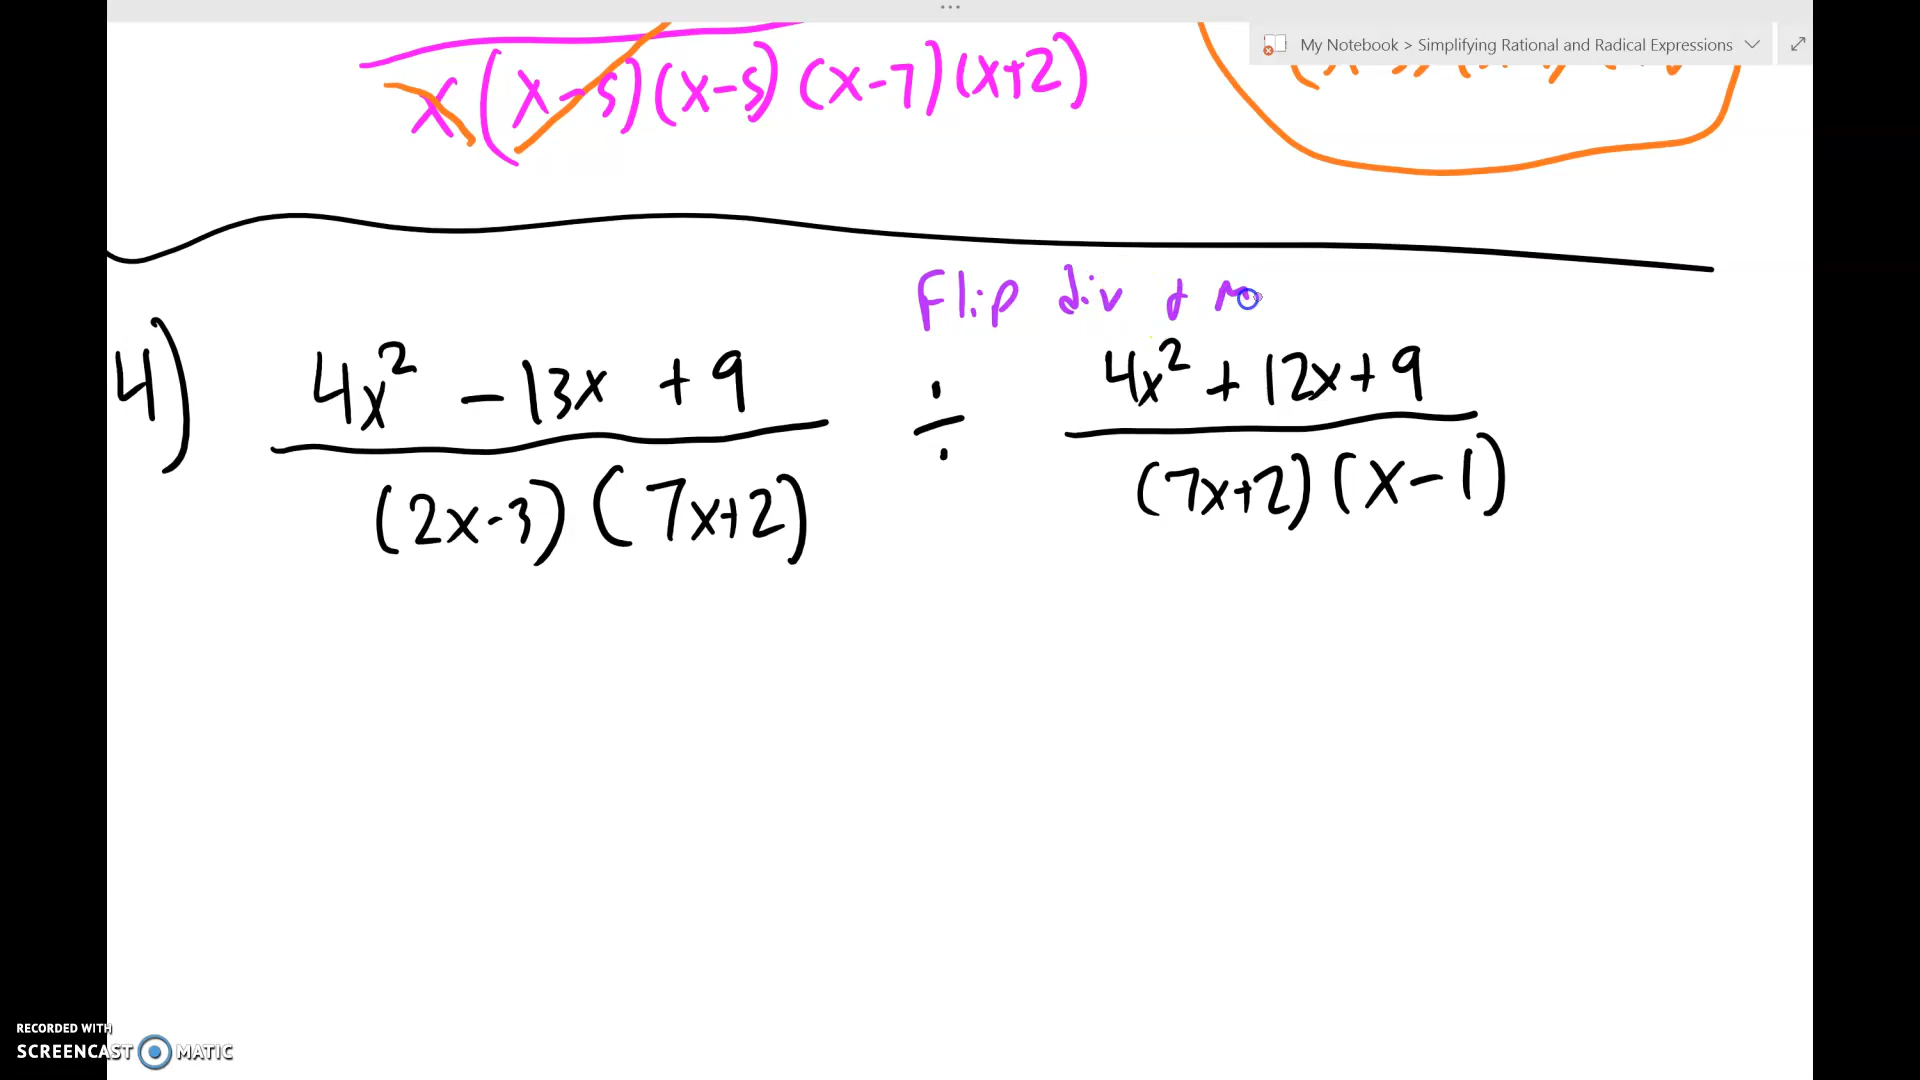 My Notebook > Simplifying Rational and Radical Expressions
x(x-5)(x-5)(x-7)(x+2)
Flip div &
4) 4x² - 13x + 9 ÷ 4x² + 12x + 9
(2x-3)(7x+2) (7x+2)(x-1)
RECORDED WITH
SCREENCAST MATIC